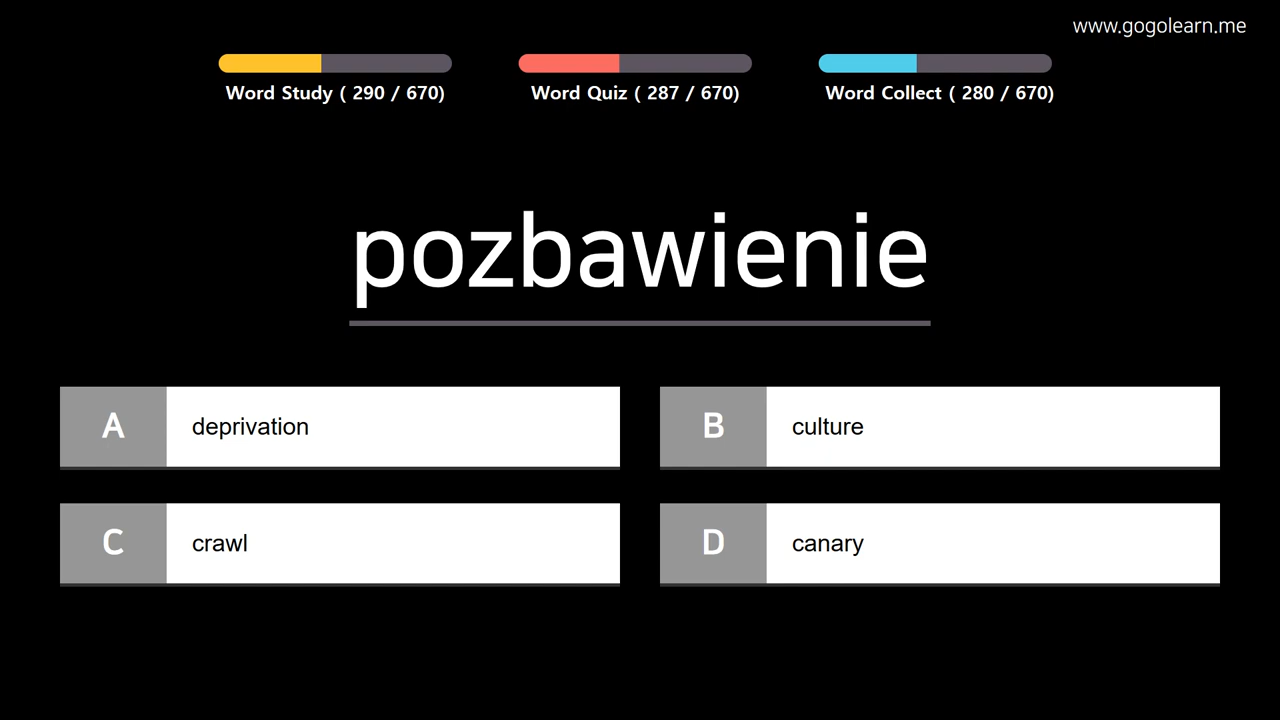 www.gogolearn.me
Word Study ( 290 / 670)
Word Quiz ( 287 / 670)
Word Collect ( 280 / 670)
pozbawienie
A deprivation
B culture
C crawl
D canary